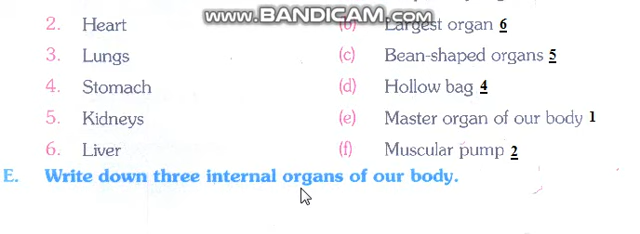 www.BANDICAM.com
2. Heart (b) Largest organ 6
3. Lungs (c) Bean-shaped organs 5
4. Stomach (d) Hollow bag 4
5. Kidneys (e) Master organ of our body 1
6. Liver (f) Muscular pump 2
E. Write down three internal organs of our body.